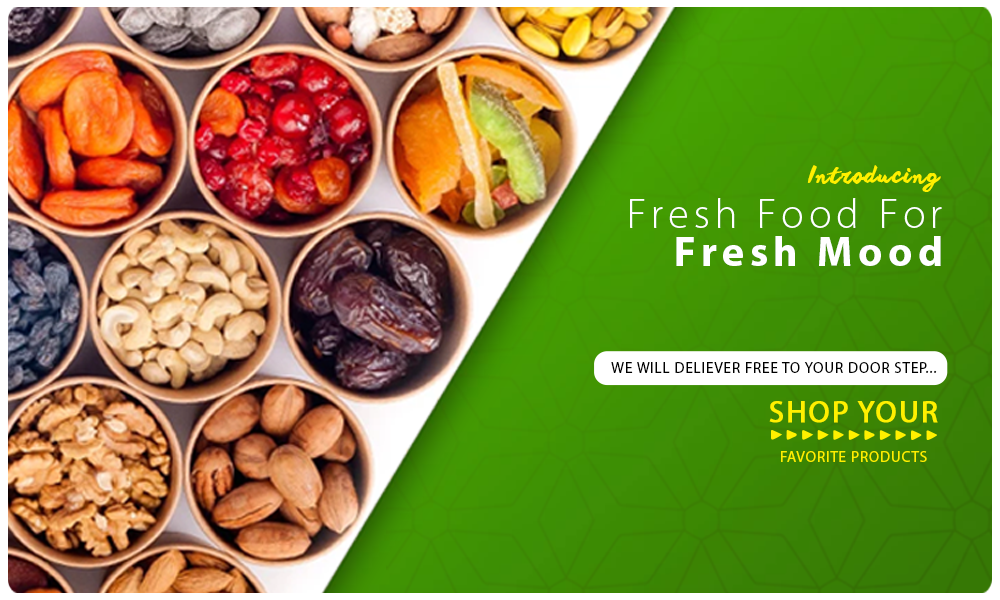 Introducing
Fresh Food For
Fresh Mood
WE WILL DELIEVER FREE TO YOUR DOOR STEP...
SHOP YOUR
FAVORITE PRODUCTS